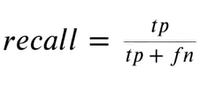 recall = tp / (tp + fn)